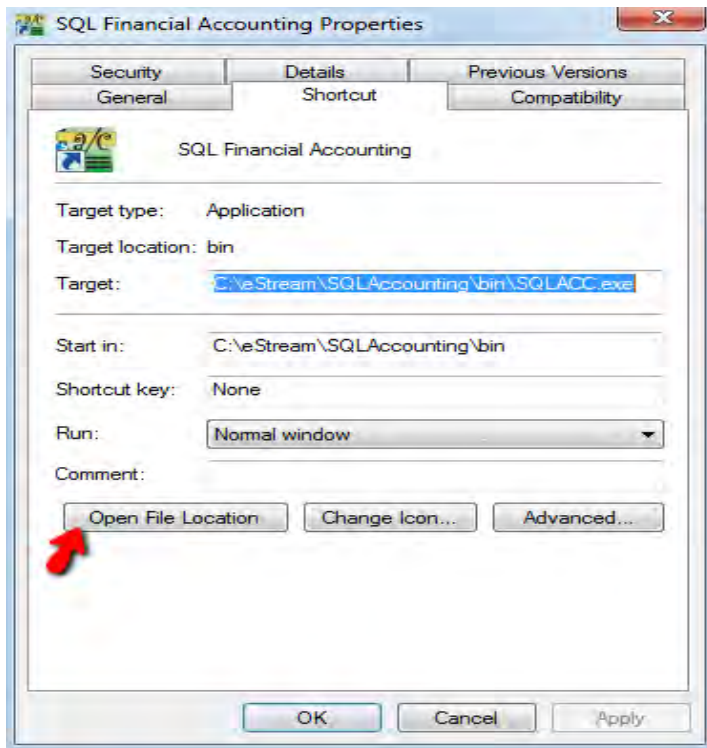 SQL Financial Accounting Properties
Security Details Previous Versions
General Shortcut Compatibility
a/c
SQL Financial Accounting
Target type: Application
Target location: bin
Target: C:\eStream\SQLAccounting\bin\SQLACC.exe
Start in: C:\eStream\SQLAccounting\bin
Shortcut key: None
Run: Normal window
Comment:
Open File Location Change Icon... Advanced...
OK Cancel Apply